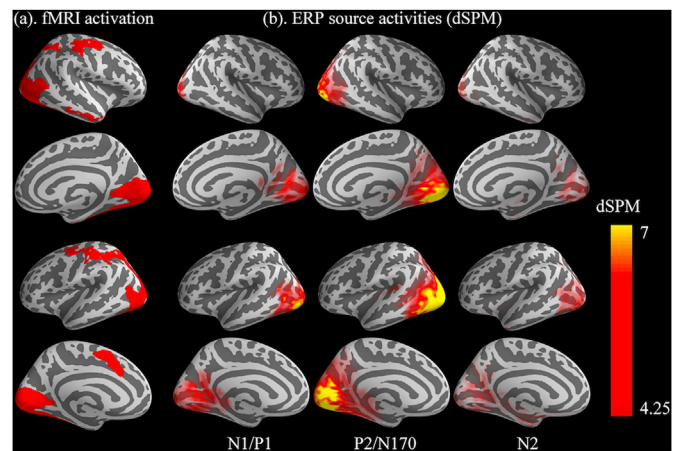 (a). fMRI activation
(b). ERP source activities (dSPM)
dSPM
7
4.25
N1/P1
P2/N170
N2